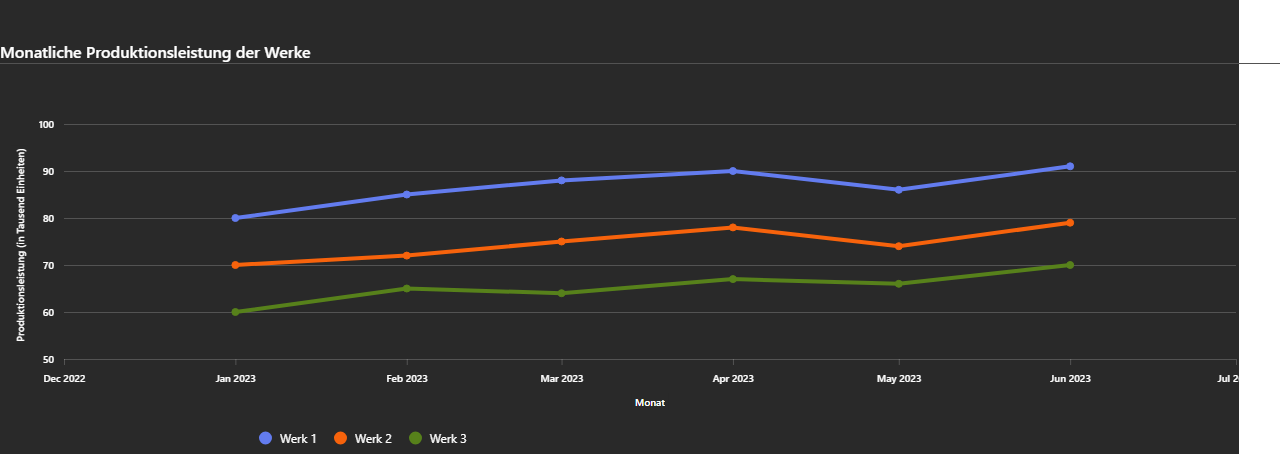 Monatliche Produktionsleistung der Werke
Produktionsleistung (in Tausend Einheiten)
100
90
80
70
60
50
Dec 2022 Jan 2023 Feb 2023 Mar 2023 Apr 2023 May 2023 Jun 2023 Jul
Monat
Werk 1 Werk 2 Werk 3